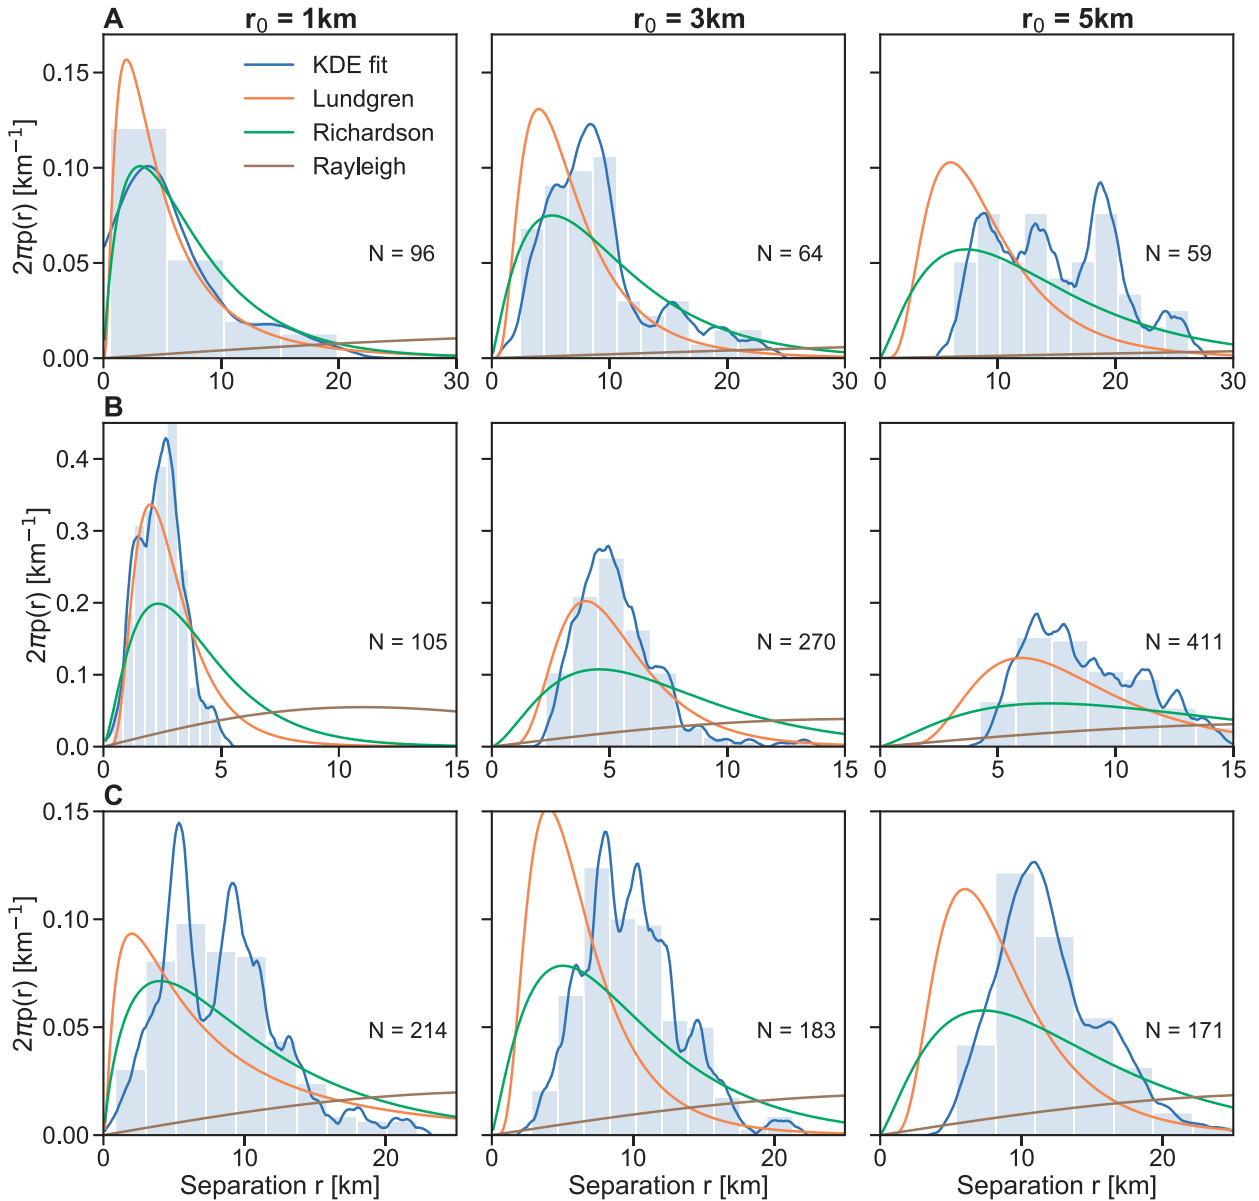 A r₀ = 1km r₀ = 3km r₀ = 5km
2πp(r) [km⁻¹]
0.15
0.10
0.05
0.00
KDE fit
Lundgren
Richardson
Rayleigh
N = 96
N = 64
N = 59
0 10 20 30 0 10 20 30 0 10 20 30
B
2πp(r) [km⁻¹]
0.4
0.3
0.2
0.1
0.0
N = 105
N = 270
N = 411
0 5 10 15 0 5 10 15 0 5 10 15
C
2πp(r) [km⁻¹]
0.15
0.10
0.05
0.00
N = 214
N = 183
N = 171
0 10 20 0 10 20 0 10 20
Separation r [km] Separation r [km] Separation r [km]